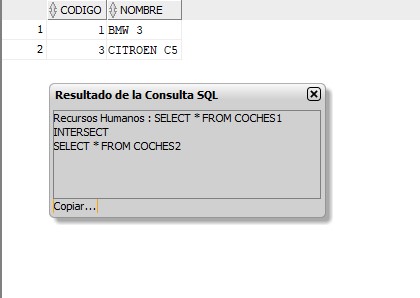 CODIGO NOMBRE
1 1 BMW 3
2 3 CITROEN C5
Resultado de la Consulta SQL
Recursos Humanos : SELECT * FROM COCHES1
INTERSECT
SELECT * FROM COCHES2
Copiar...